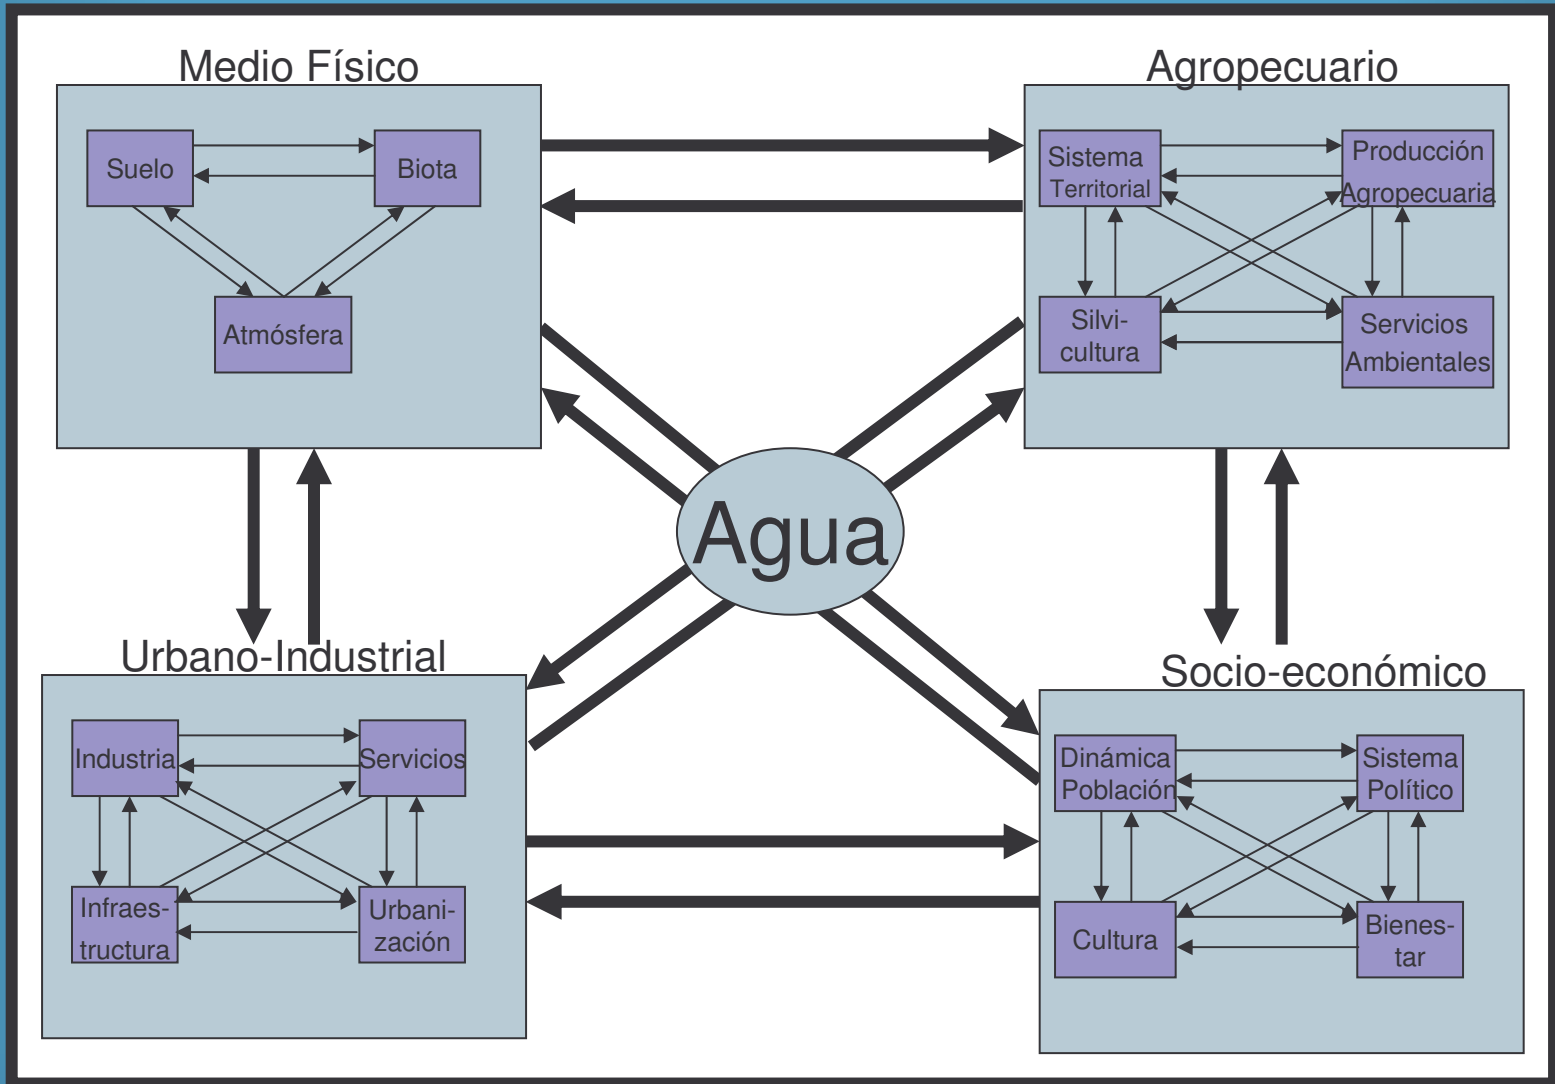 Medio Físico
Suelo
Biota
Atmósfera
Agropecuario
Sistema
Territorial
Producción
Agropecuaria
Silvi-
cultura
Servicios
Ambientales
Agua
Urbano-Industrial
Industria
Servicios
Infraes-
tructura
Urbani-
zación
Socio-económico
Dinámica
Población
Sistema
Político
Cultura
Bienes-
tar